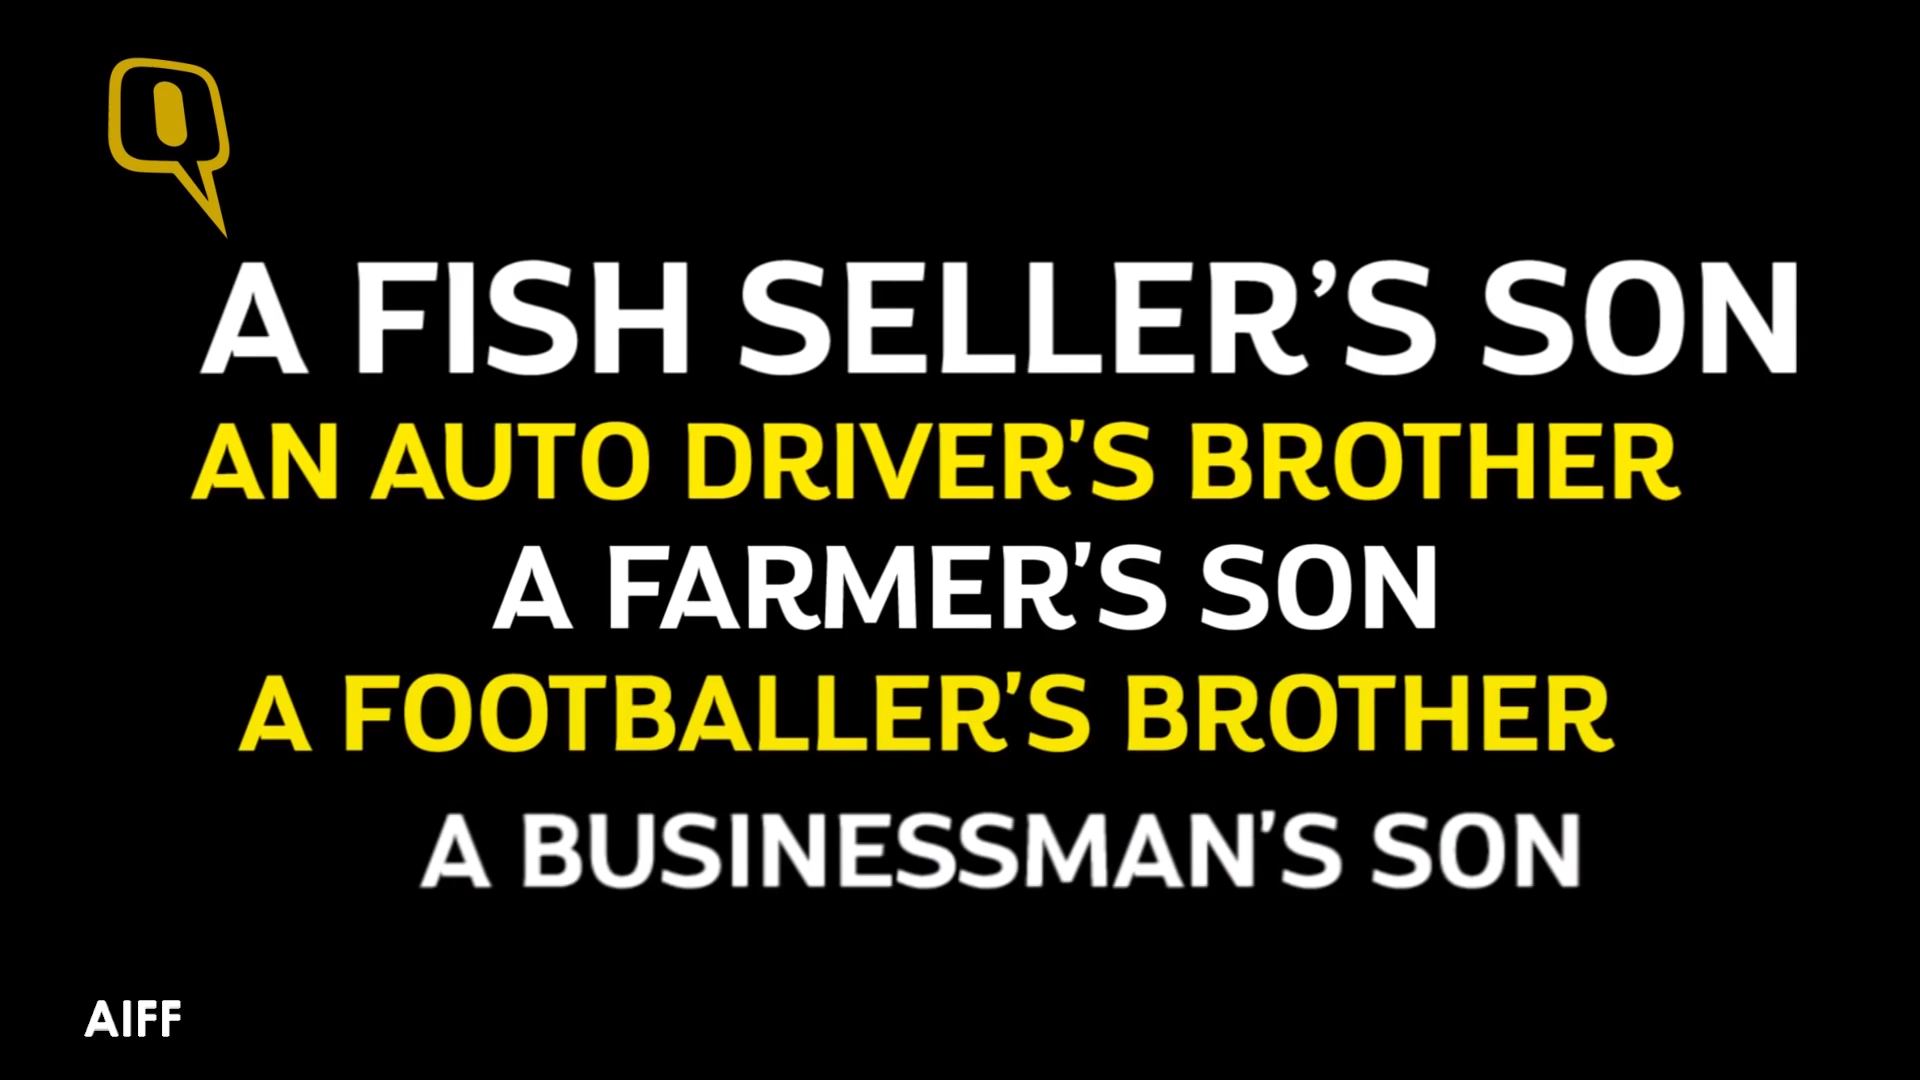 A FISH SELLER’S SON
AN AUTO DRIVER’S BROTHER
A FARMER’S SON
A FOOTBALLER’S BROTHER
A BUSINESSMAN’S SON
AIFF